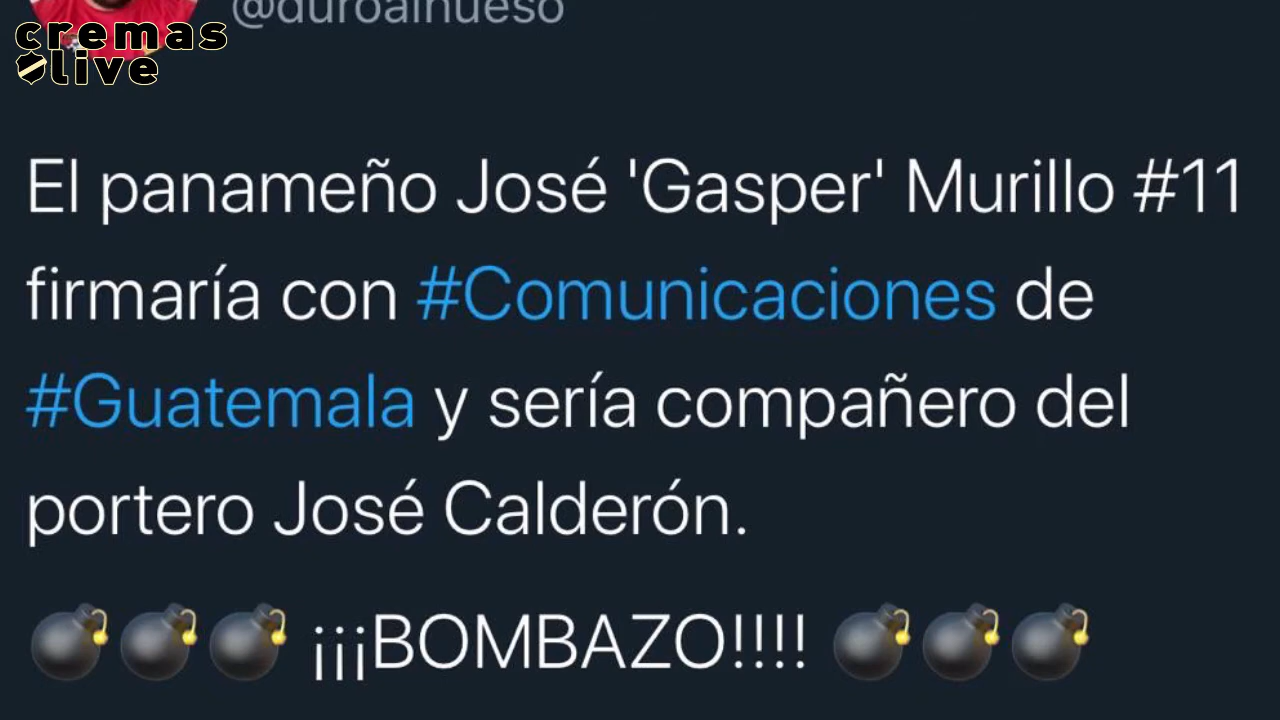 @duroalhueso
cremas
live
El panameño José 'Gasper' Murillo #11
firmaría con #Comunicaciones de
#Guatemala y sería compañero del
portero José Calderón.
💣💣💣 ¡¡¡BOMBAZO!!!! 💣💣💣